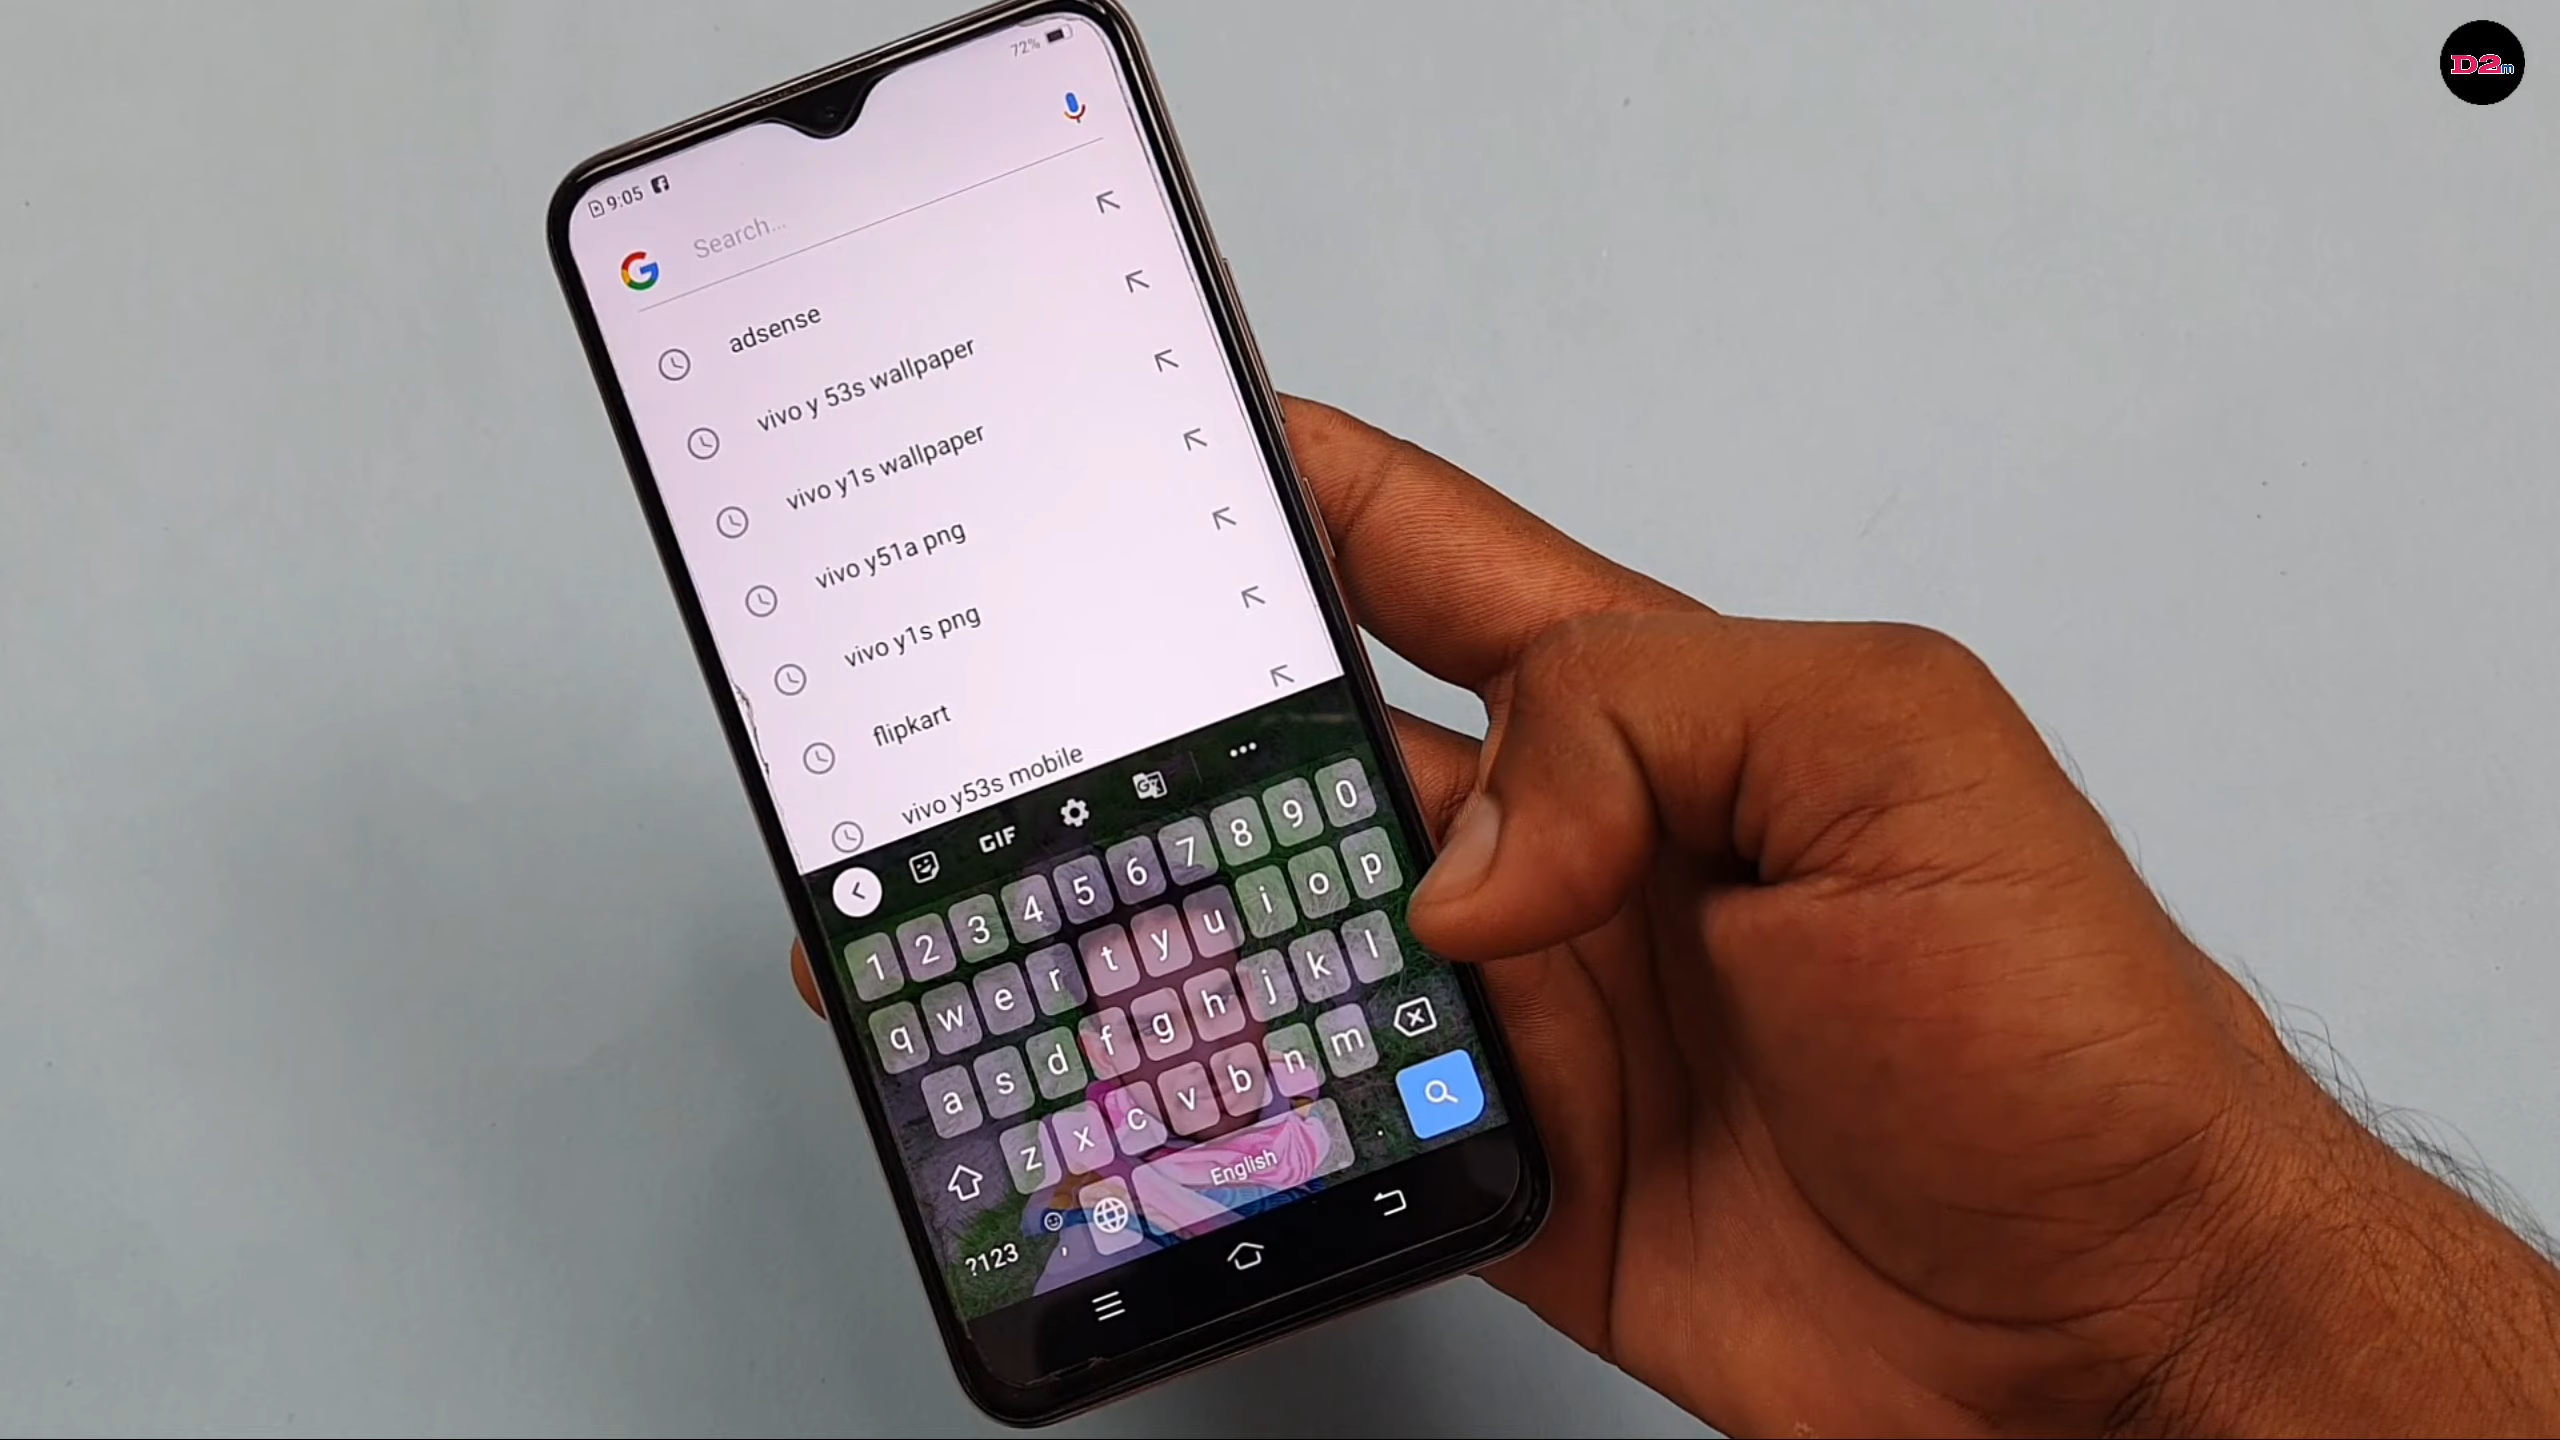 D2m
72%
9:05
Search...
adsense
vivo y 53s wallpaper
vivo y1s wallpaper
vivo y51a png
vivo y1s png
flipkart
vivo y53s mobile
GIF
1 2 3 4 5 6 7 8 9 0
q w e r t y u i o p
a s d f g h j k l
z x c v b n m
?123 , English .